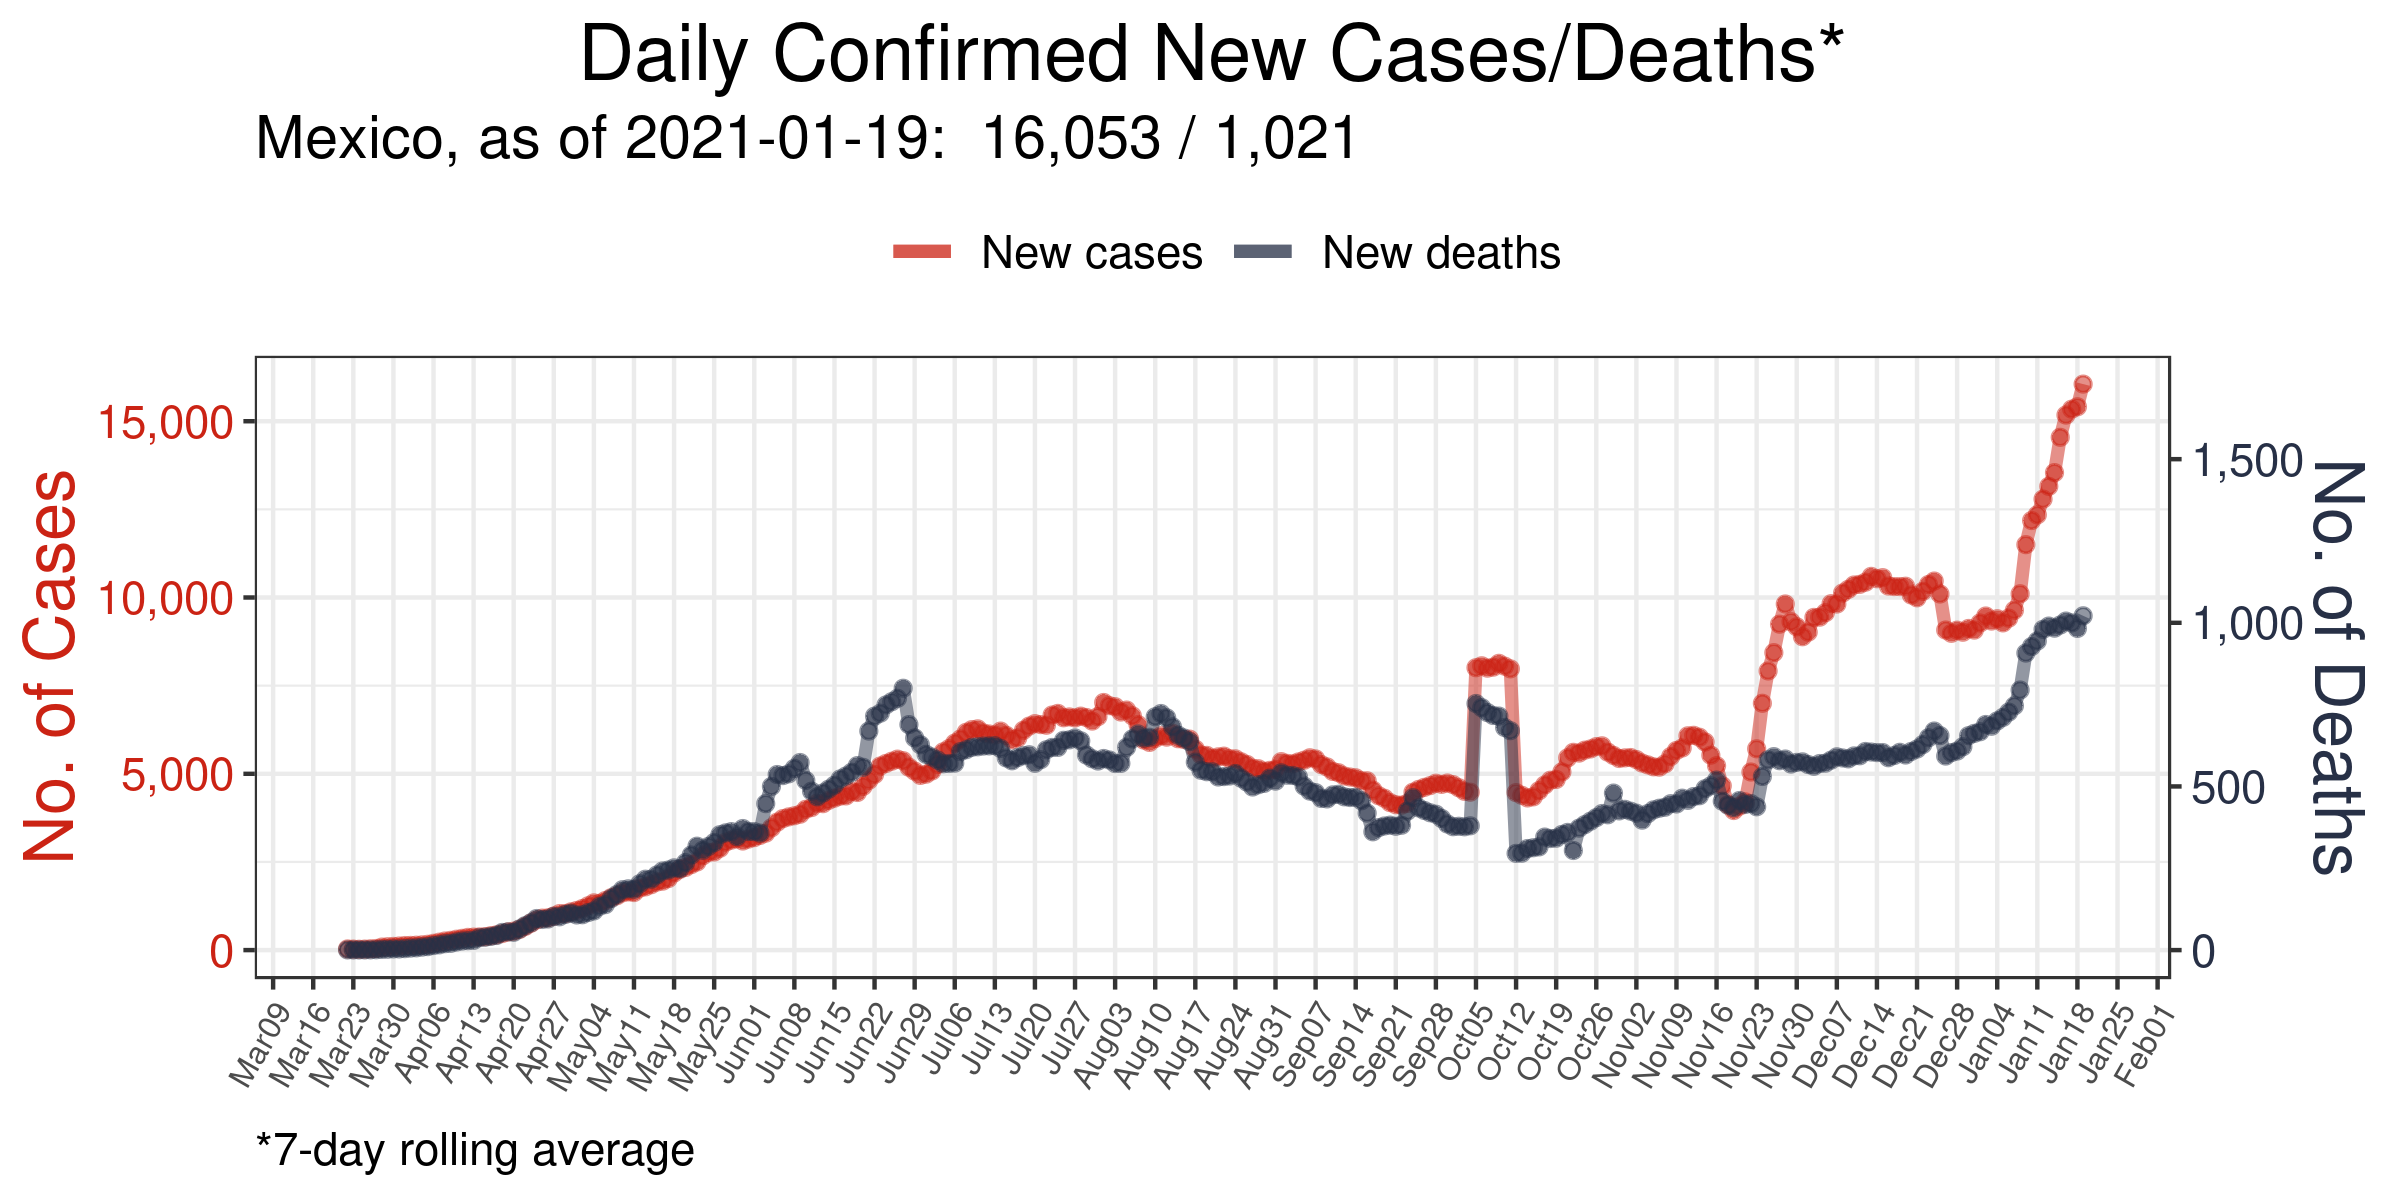 Daily Confirmed New Cases/Deaths*
Mexico, as of 2021-01-19:  16,053 / 1,021
New cases
New deaths
No. of Cases
15,000
10,000
5,000
0
1,500
1,000
500
0
No. of Deaths
Mar09
Mar16
Mar23
Mar30
Apr06
Apr13
Apr20
Apr27
May04
May11
May18
May25
Jun01
Jun08
Jun15
Jun22
Jun29
Jul06
Jul13
Jul20
Jul27
Aug03
Aug10
Aug17
Aug24
Aug31
Sep07
Sep14
Sep21
Sep28
Oct05
Oct12
Oct19
Oct26
Nov02
Nov09
Nov16
Nov23
Nov30
Dec07
Dec14
Dec21
Dec28
Jan04
Jan11
Jan18
Jan25
Feb01
*7-day rolling average